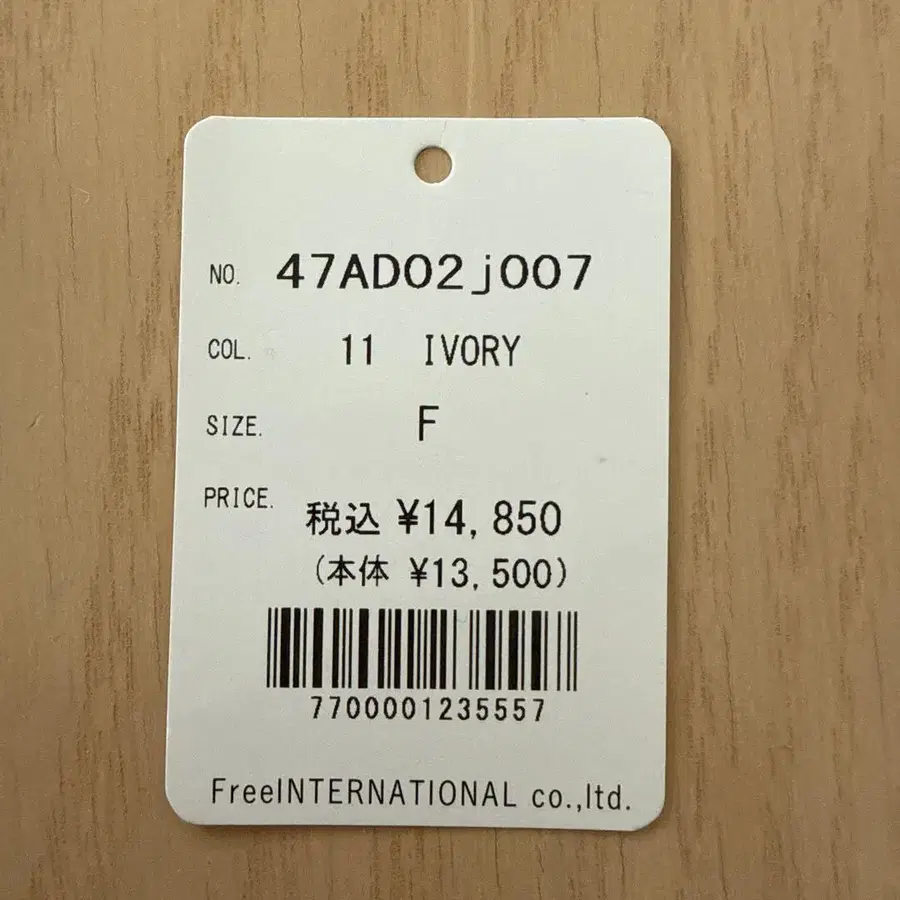 NO. 47AD02j007
COL. 11 IVORY
SIZE. F
PRICE. 税込 ¥14,850
(本体 ¥13,500)
7700001235557
FreeINTERNATIONAL co.,ltd.